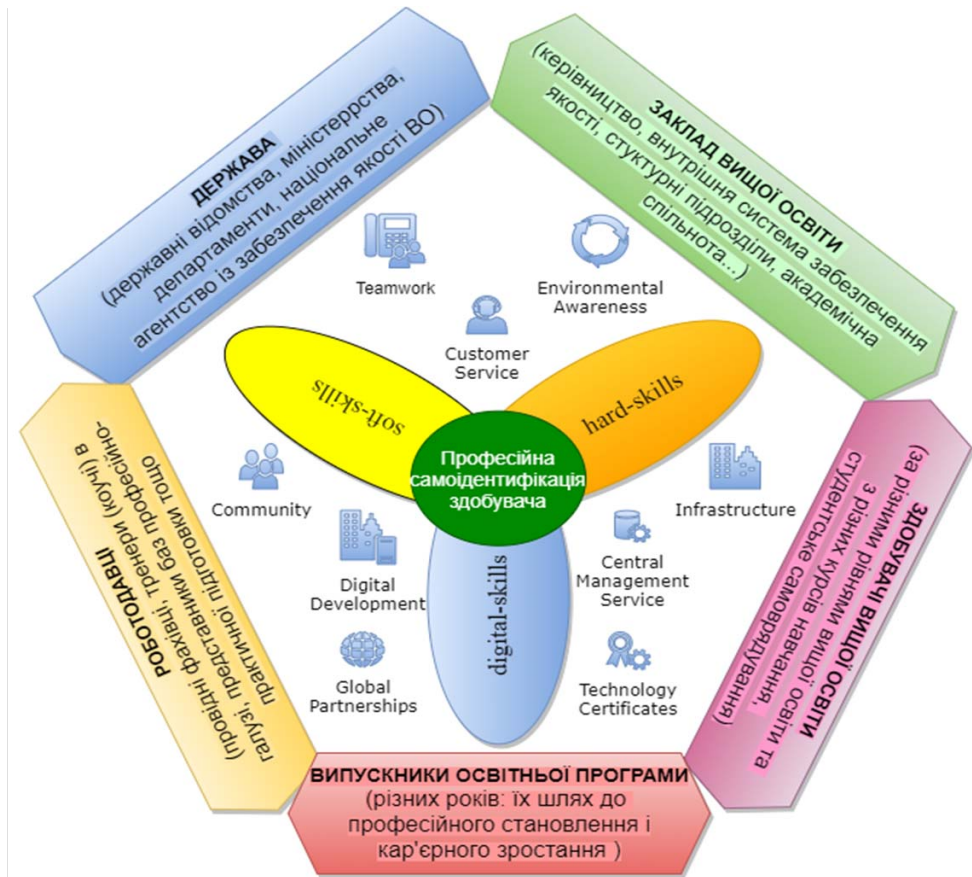 ДЕРЖАВА
(державні відомства, міністеррства,
департаменти, національне
агентство із забезпечення якості ВО)
ЗАКЛАД ВИЩОЇ ОСВІТИ
(керівництво, внутрішня система забезпечення
якості, стуктурні підрозділи, академічна
спільнота...)
Teamwork
Environmental
Awareness
Customer
Service
soft-skills
hard-skills
Професійна
самоідентифікація
здобувача
digital-skills
Community
Infrastructure
Digital
Development
Central
Management
Service
Global
Partnerships
Technology
Certificates
РОБОТОДАВЦІ
(провідні фахівці, тренери (коучі) в
галузі, представники баз професійно-
практичної підготовки тощо
ЗДОБУВАЧІ ВИЩОЇ ОСВІТИ
(за різними рівнями вищої освіти та
з різних курсів навчання,
студентське самоврядування)
ВИПУСКНИКИ ОСВІТНЬОЇ ПРОГРАМИ
(різних років: їх шлях до
професійного становлення і
кар'єрного зростання )